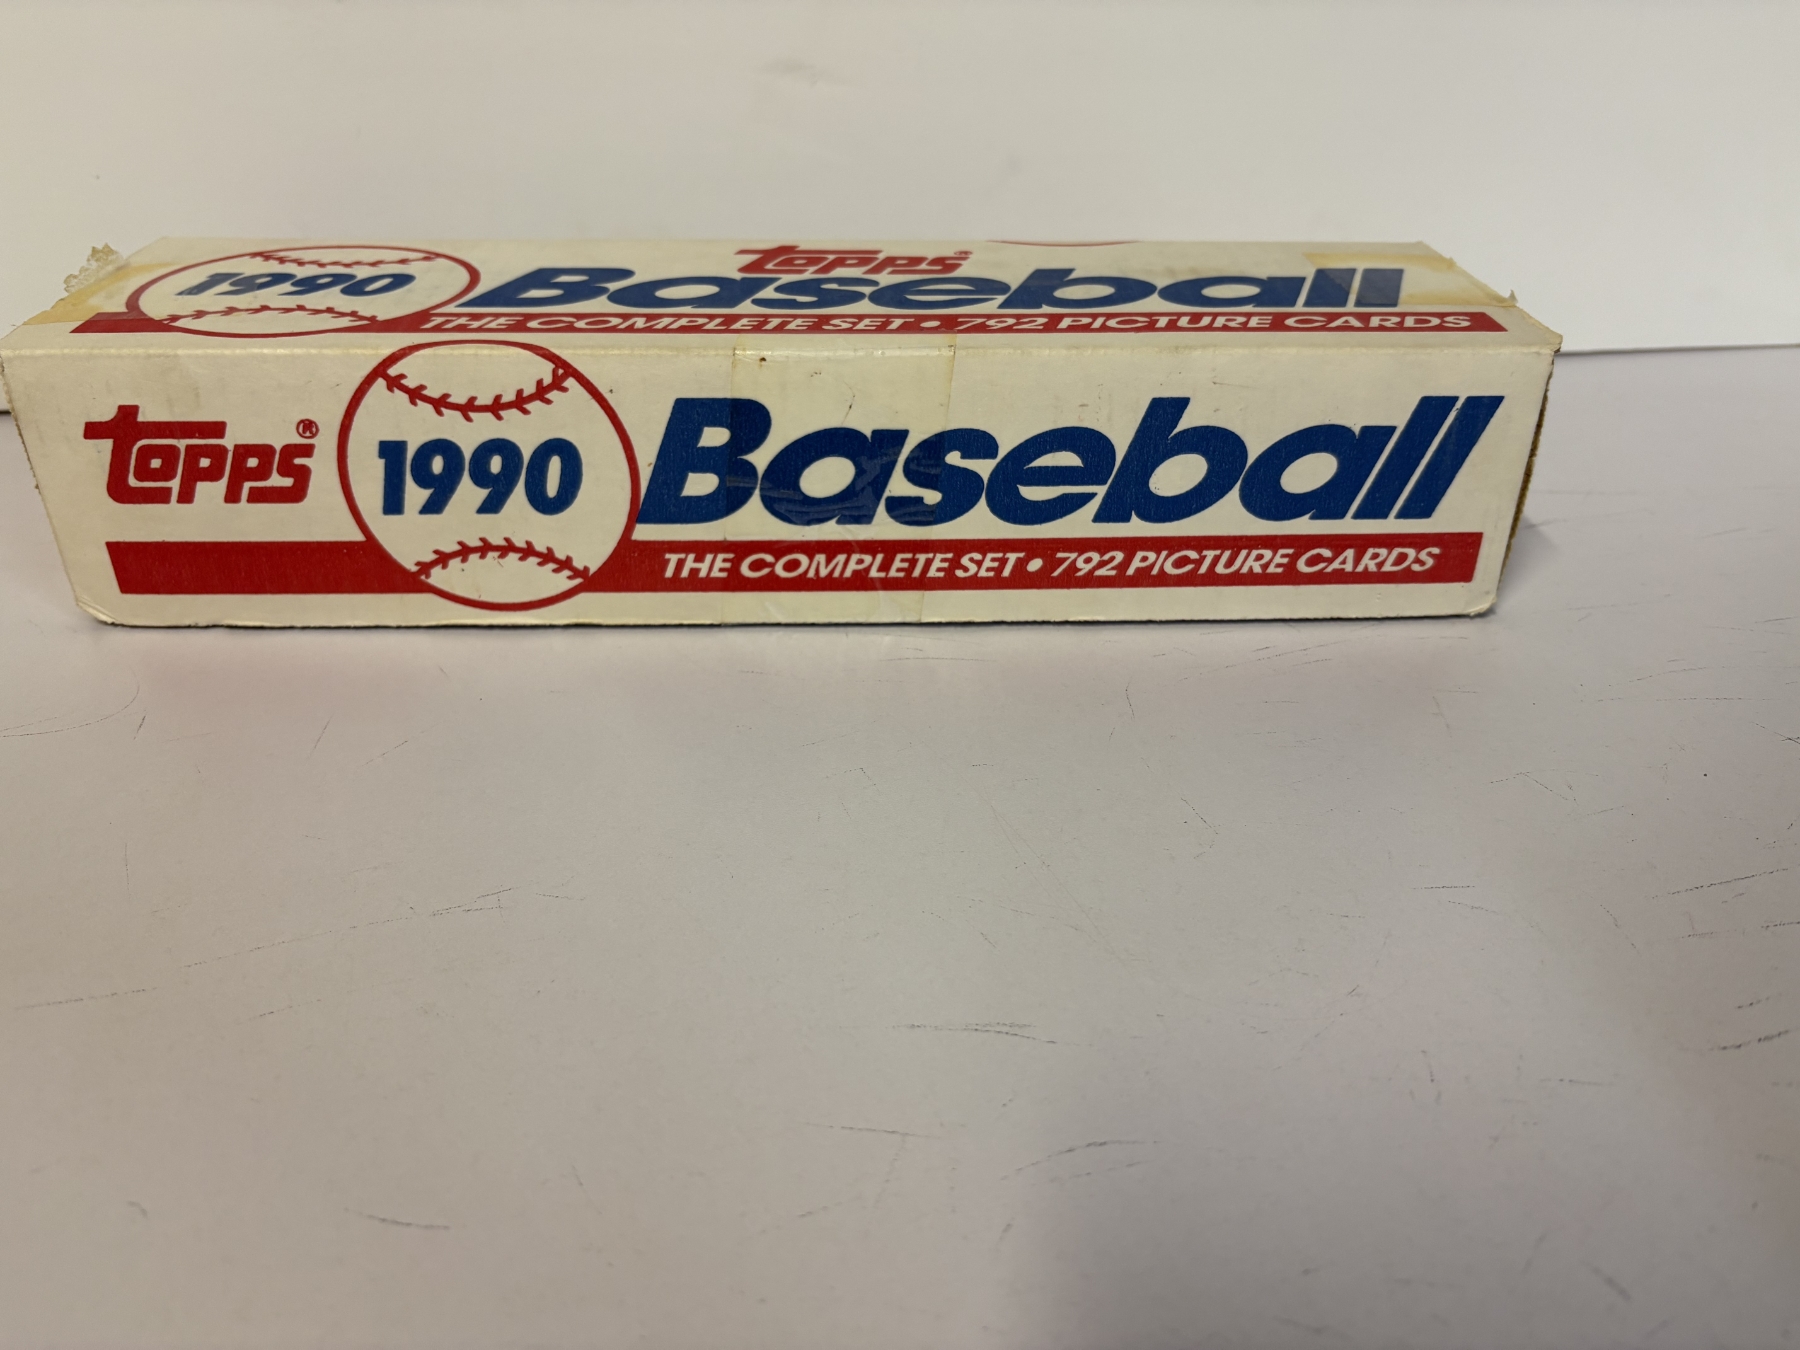 topps®
1990 Baseball
THE COMPLETE SET • 792 PICTURE CARDS
topps® 1990 Baseball
THE COMPLETE SET • 792 PICTURE CARDS